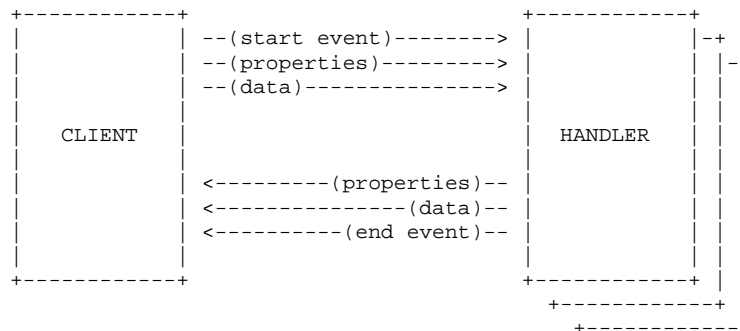 --(start event)-------->
--(properties)--------->
--(data)--------------->
CLIENT HANDLER
<---------(properties)--
<---------------(data)--
<----------(end event)--